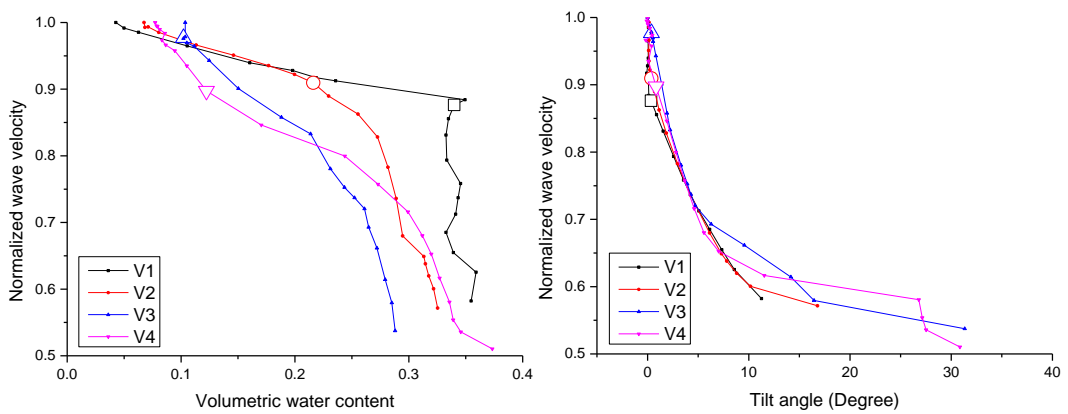 1.0
0.9
0.8
0.7
0.6
0.5
Normalized wave velocity
V1
V2
V3
V4
0.0 0.1 0.2 0.3 0.4
Volumetric water content
1.0
0.9
0.8
0.7
0.6
0.5
Normalized wave velocity
V1
V2
V3
V4
0 10 20 30 40
Tilt angle (Degree)